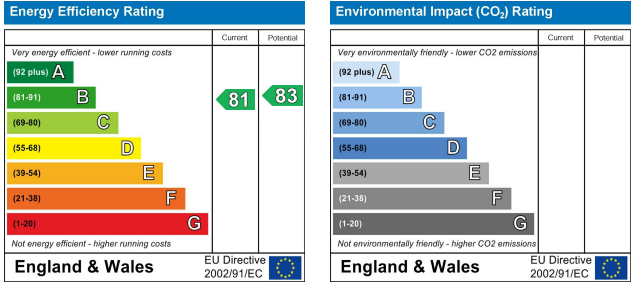 Energy Efficiency Rating
Current Potential
Very energy efficient - lower running costs
(92 plus) A
(81-91) B
81 83
(69-80) C
(55-68) D
(39-54) E
(21-38) F
(1-20) G
Not energy efficient - higher running costs
England & Wales
EU Directive
2002/91/EC
Environmental Impact (CO2) Rating
Current Potential
Very environmentally friendly - lower CO2 emissions
(92 plus) A
(81-91) B
(69-80) C
(55-68) D
(39-54) E
(21-38) F
(1-20) G
Not environmentally friendly - higher CO2 emissions
England & Wales
EU Directive
2002/91/EC